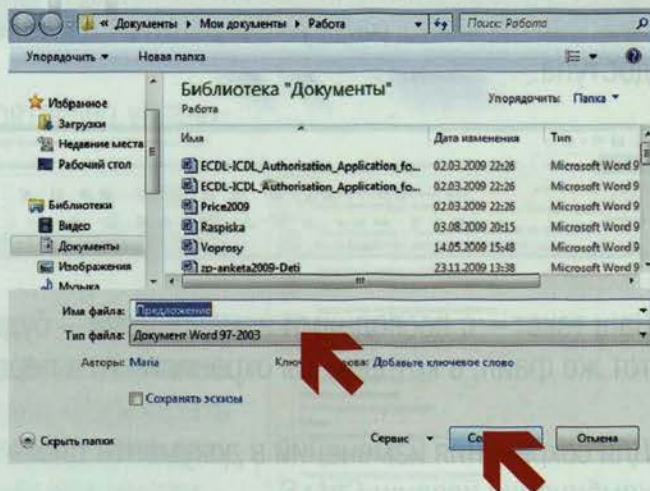 « Документы ▸ Мои документы ▸ Работа
Поиск: Работа
Упорядочить ▾ Новая папка
Библиотека "Документы"
Работа
Упорядочить: Папка ▾
Избранное
Загрузки
Недавние места
Рабочий стол
Библиотеки
Видео
Документы
Изображения
Музыка
Имя Дата изменения Тип
ECDL-ICDL_Authorisation_Application_fo... 02.03.2009 22:26 Microsoft Word 9
ECDL-ICDL_Authorisation_Application_fo... 02.03.2009 22:26 Microsoft Word 9
Price2009 02.03.2009 22:26 Microsoft Word 9
Raspiska 03.08.2009 20:15 Microsoft Word 9
Voprosy 14.05.2009 15:48 Microsoft Word 9
zp-anketa2009-Deti 23.11.2009 13:38 Microsoft Word 9
Имя файла: Предложение
Тип файла: Документ Word 97-2003
Авторы: Maria
Добавьте ключевое слово
Сохранять эскизы
Скрыть папки
Сервис ▾
Отмена